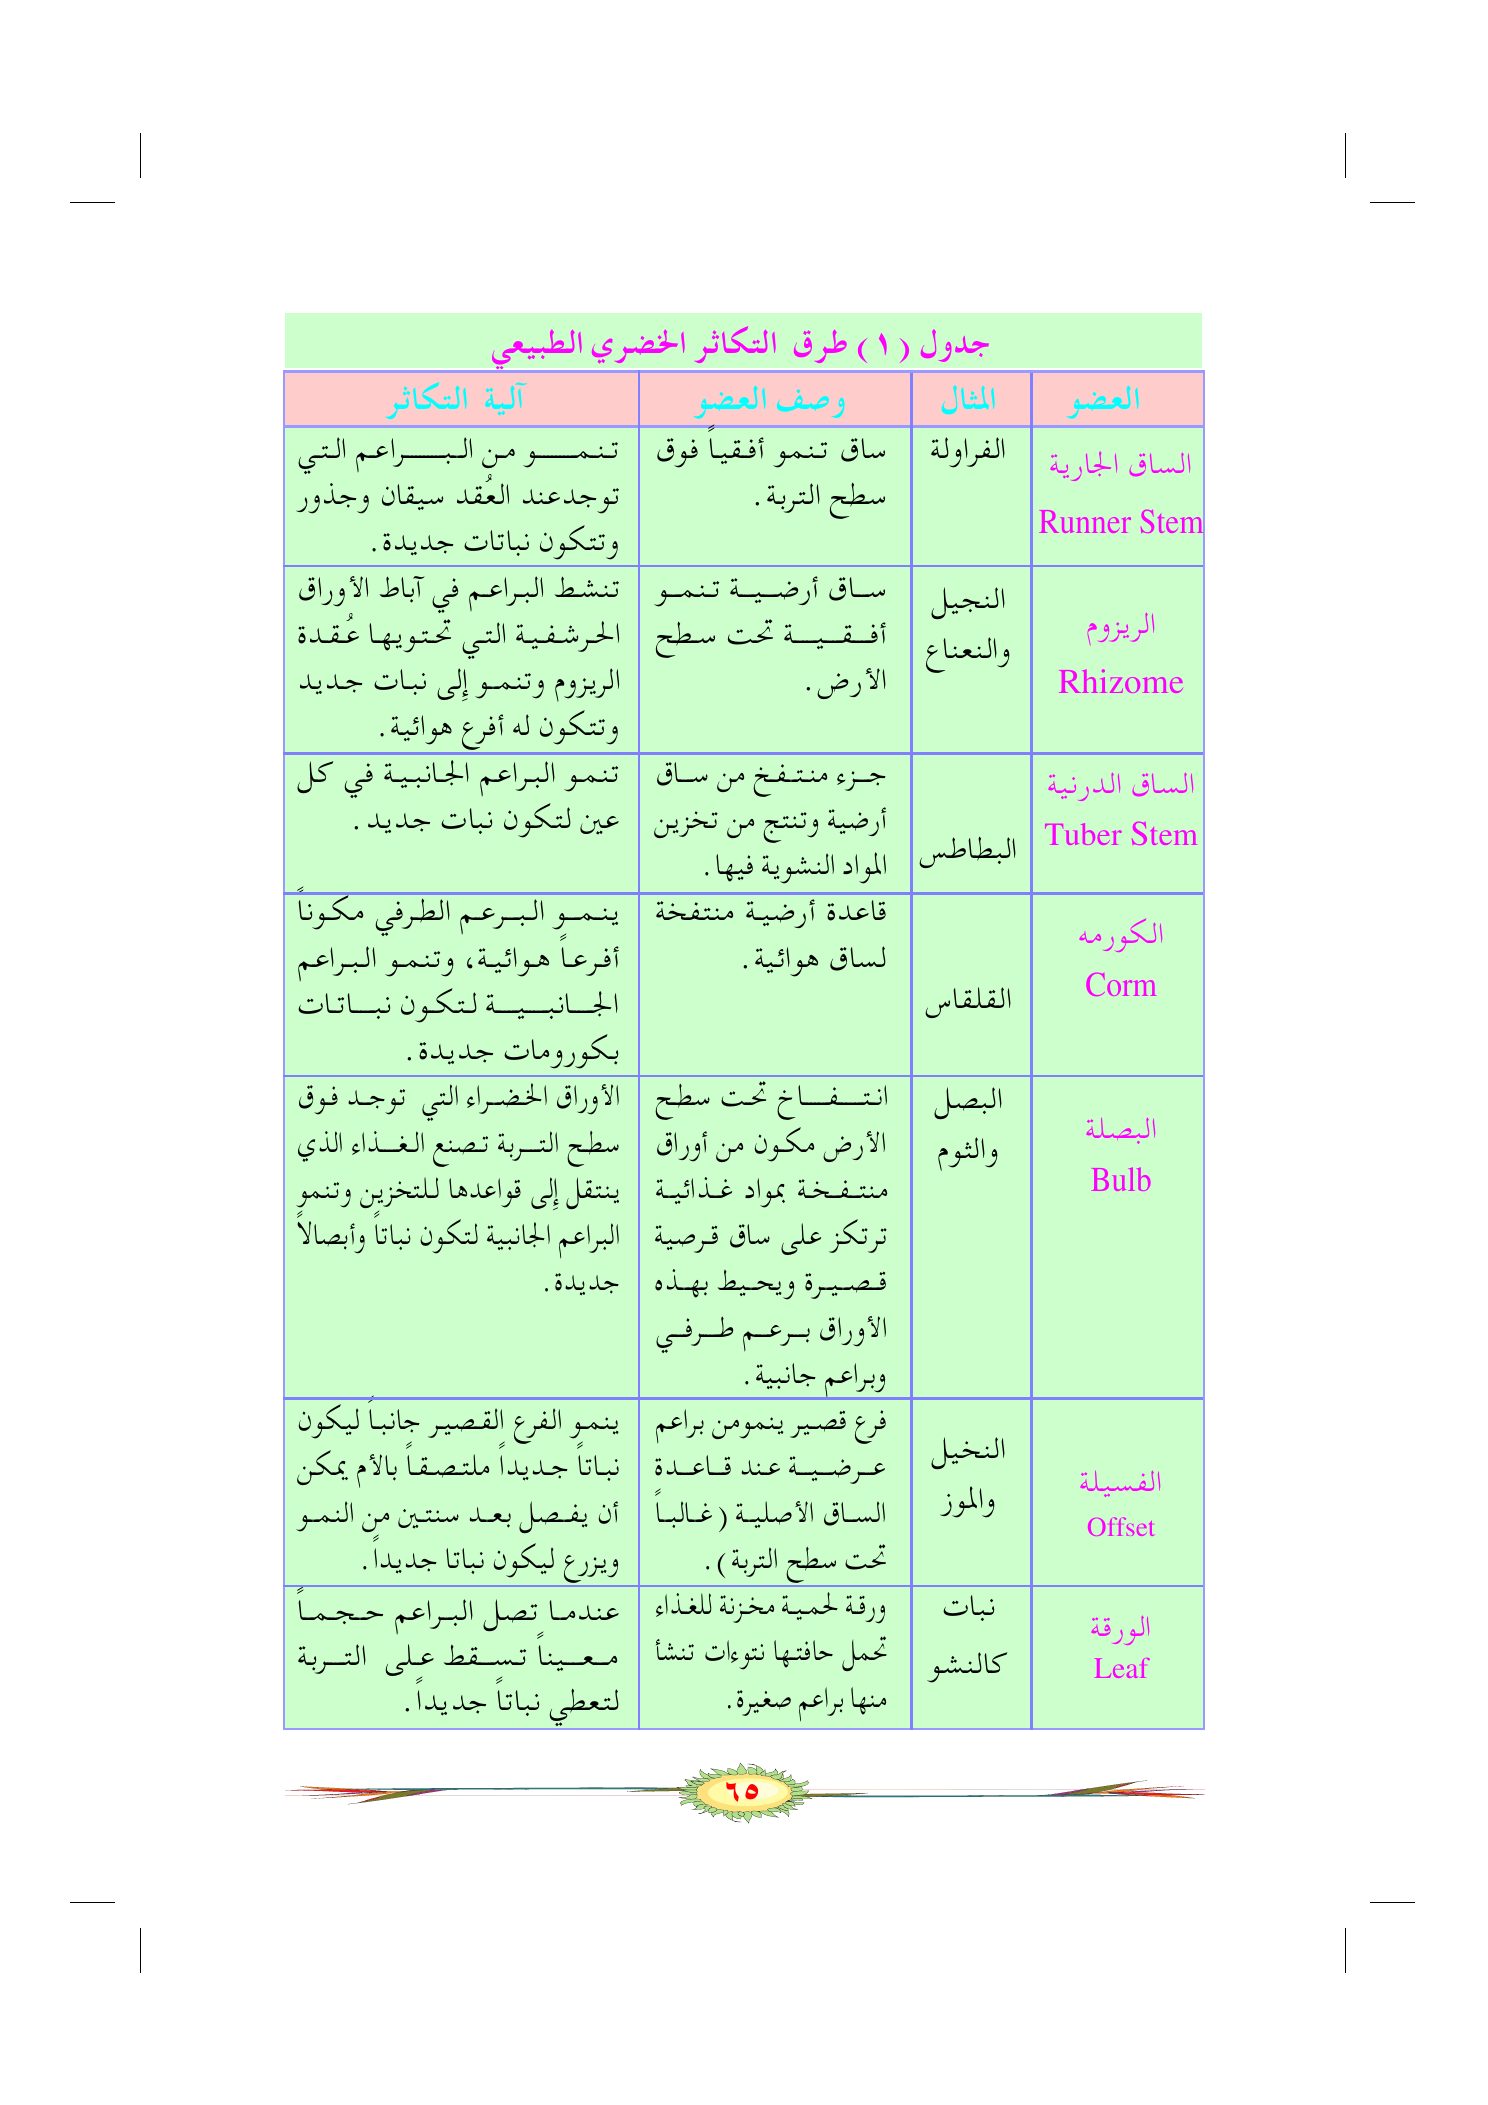 جدول (١) طرق التكاثر الخضري الطبيعي
العضو
المثال
وصف العضو
آلية التكاثر
الساق الجارية
Runner Stem
الفراولة
ساق تنمو أفقياً فوق
سطح التربة.
تنمو من البراعم التي
توجدعند العُقد سيقان وجذور
وتتكون نباتات جديدة.
الريزوم
Rhizome
النجيل
والنعناع
ساق أرضية تنمو
أفقية تحت سطح
الأرض.
تنشط البراعم في آباط الأوراق
الحرشفية التي تحتويها عُقدة
الريزوم وتنمو إلى نبات جديد
وتتكون له أفرع هوائية.
الساق الدرنية
Tuber Stem
البطاطس
جزء منتفخ من ساق
أرضية وتنتج من تخزين
المواد النشوية فيها.
تنمو البراعم الجانبية في كل
عين لتكون نبات جديد.
الكورمه
Corm
القلقاس
قاعدة أرضية منتفخة
لساق هوائية.
ينمو البرعم الطرفي مكوناً
أفرعاً هوائية، وتنمو البراعم
الجانبية لتكون نباتات
بكورومات جديدة.
البصلة
Bulb
البصل
والثوم
انتفاخ تحت سطح
الأرض مكون من أوراق
منتفخة بمواد غذائية
ترتكز على ساق قرصية
قصيرة ويحيط بهذه
الأوراق برعم طرفي
وبراعم جانبية.
الأوراق الخضراء التي توجد فوق
سطح التربة تصنع الغذاء الذي
ينتقل إلى قواعدها للتخزين وتنمو
البراعم الجانبية لتكون نباتاً وأبصالاً
جديدة.
الفسيلة
Offset
النخيل
والموز
فرع قصير ينمومن براعم
عرضية عند قاعدة
الساق الأصلية (غالباً
تحت سطح التربة).
ينمو الفرع القصير جانباً ليكون
نباتاً جديداً ملتصقاً بالأم يمكن
أن يفصل بعد سنتين من النمو
ويزرع ليكون نباتا جديداً.
الورقة
Leaf
نبات
كالنشو
ورقة لحمية مخزنة للغذاء
تحمل حافتها نتوءات تنشأ
منها براعم صغيرة.
عندما تصل البراعم حجماً
معيناً تسقط على التربة
لتعطي نباتاً جديداً.
٦٥